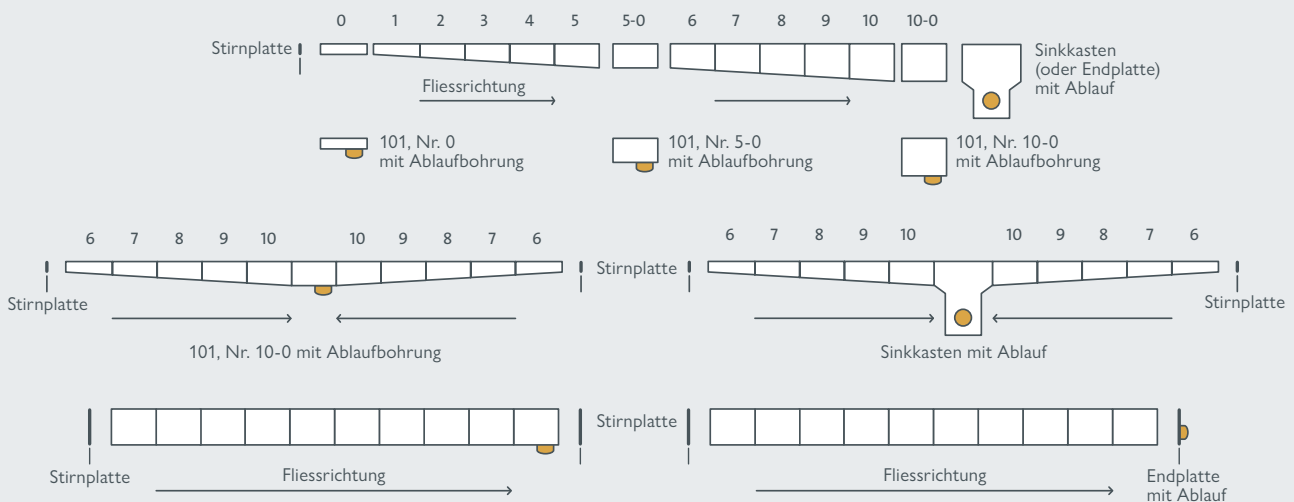 0 1 2 3 4 5 5-0 6 7 8 9 10 10-0
Stirnplatte
Sinkkasten
(oder Endplatte)
mit Ablauf
Fliessrichtung
101, Nr. 0
mit Ablaufbohrung
101, Nr. 5-0
mit Ablaufbohrung
101, Nr. 10-0
mit Ablaufbohrung
6 7 8 9 10 10 9 8 7 6
6 7 8 9 10 10 9 8 7 6
Stirnplatte
Stirnplatte
Stirnplatte
101, Nr. 10-0 mit Ablaufbohrung
Sinkkasten mit Ablauf
Stirnplatte
Stirnplatte
Fliessrichtung
Fliessrichtung
Endplatte
mit Ablauf